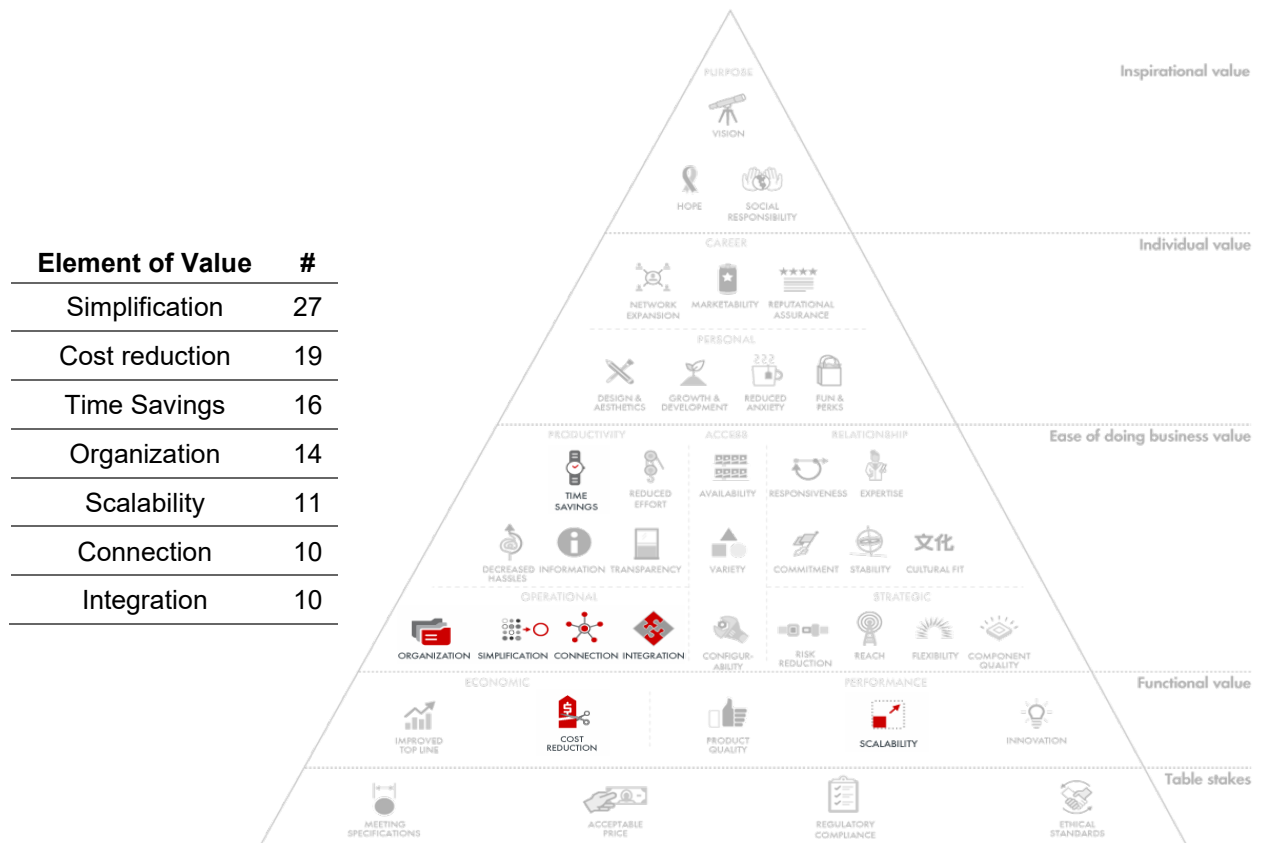 Element of Value #
Simplification 27
Cost reduction 19
Time Savings 16
Organization 14
Scalability 11
Connection 10
Integration 10
Inspirational value
PURPOSE
VISION
HOPE
SOCIAL
RESPONSIBILITY
Individual value
CAREER
NETWORK
EXPANSION
MARKETABILITY
REPUTATIONAL
ASSURANCE
PERSONAL
DESIGN &
AESTHETICS
GROWTH &
DEVELOPMENT
REDUCED
ANXIETY
FUN &
PERKS
Ease of doing business value
PRODUCTIVITY
ACCESS
RELATIONSHIP
TIME
SAVINGS
REDUCED
EFFORT
AVAILABILITY
RESPONSIVENESS
EXPERTISE
DECREASED
HASSLES
INFORMATION
TRANSPARENCY
VARIETY
COMMITMENT
STABILITY
文化
CULTURAL FIT
OPERATIONAL
STRATEGIC
ORGANIZATION
SIMPLIFICATION
CONNECTION
INTEGRATION
CONFIGUR-
ABILITY
RISK
REDUCTION
REACH
FLEXIBILITY
COMPONENT
QUALITY
Functional value
ECONOMIC
PERFORMANCE
IMPROVED
TOP LINE
$
COST
REDUCTION
PRODUCT
QUALITY
SCALABILITY
INNOVATION
Table stakes
MEETING
SPECIFICATIONS
ACCEPTABLE
PRICE
REGULATORY
COMPLIANCE
ETHICAL
STANDARDS